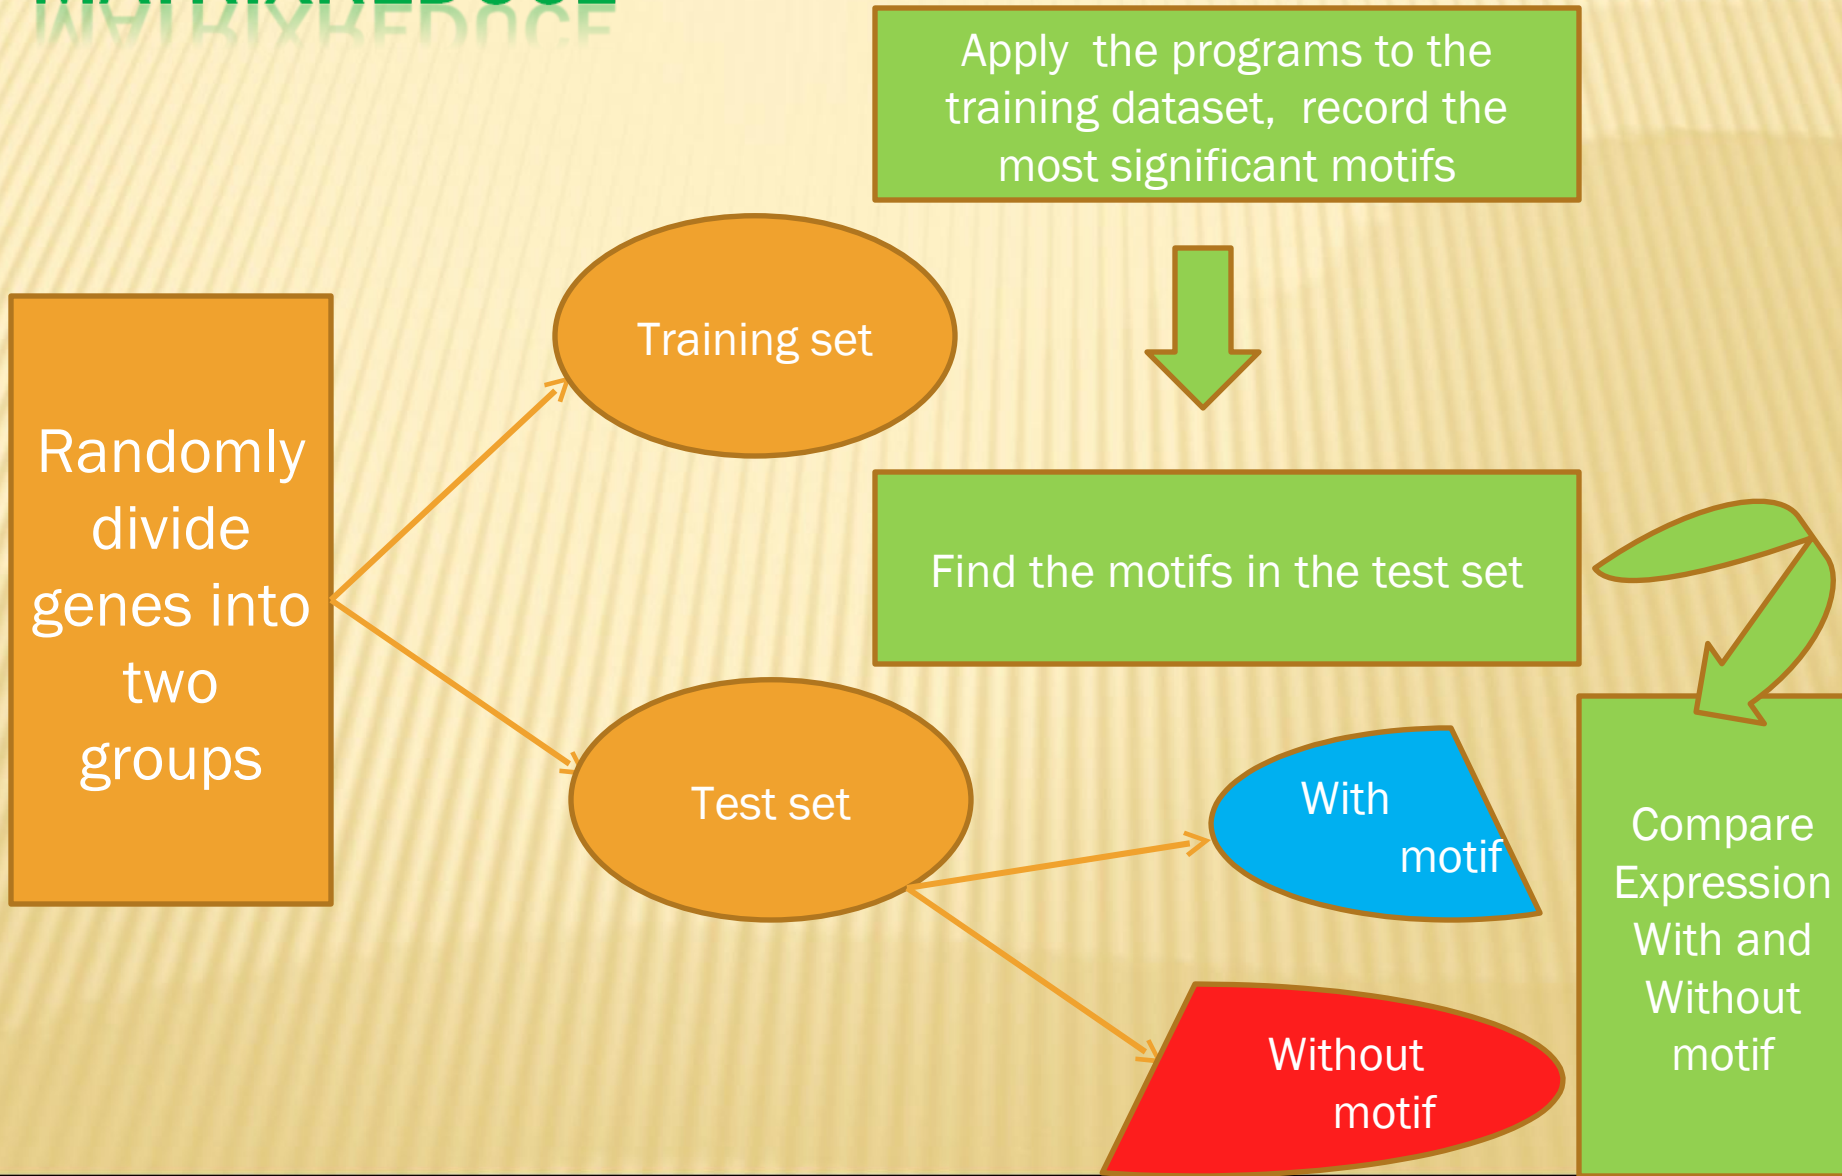 MATRIXREDUCE
Apply the programs to the
training dataset, record the
most significant motifs
Training set
Randomly
divide
genes into
two
groups
Find the motifs in the test set
Test set
With
motif
Compare
Expression
With and
Without
motif
Without
motif